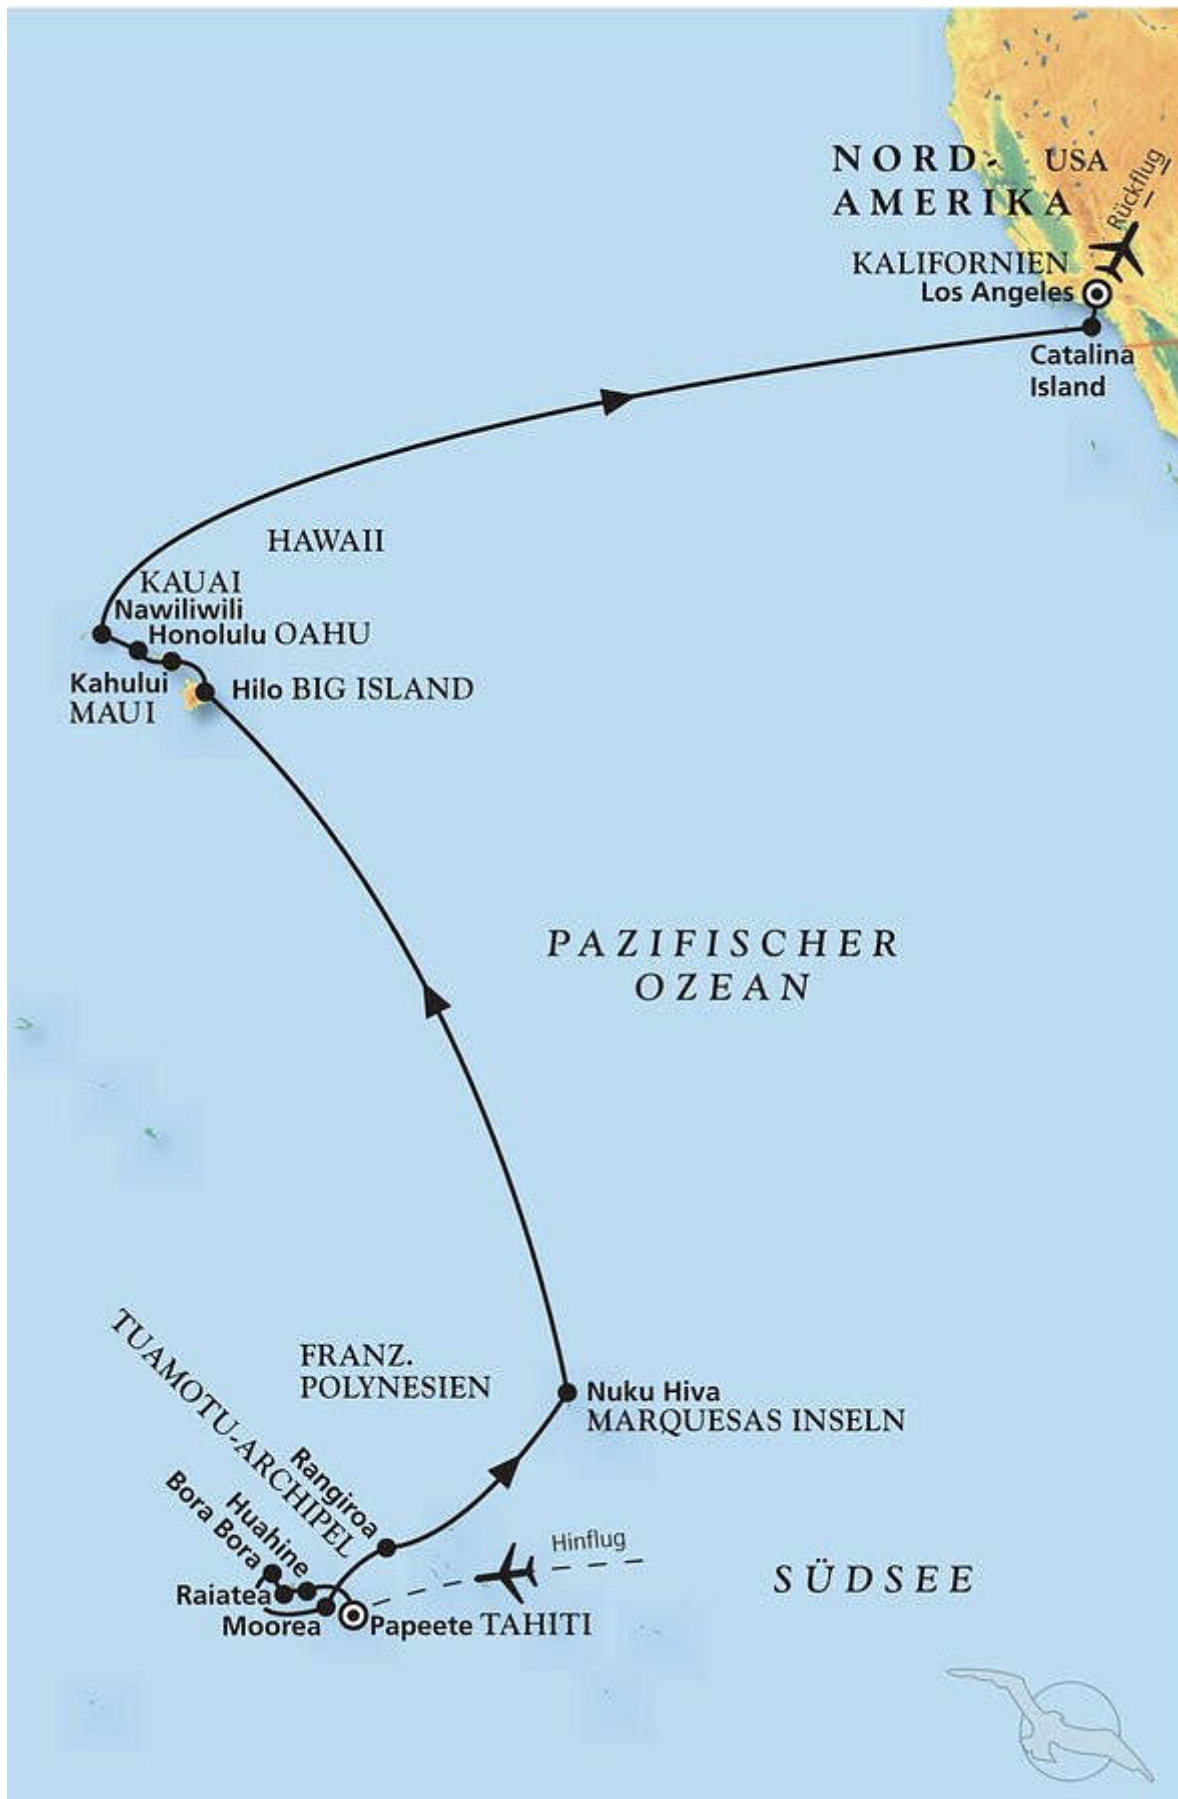 NORD- USA
AMERIKA
Rückflug
KALIFORNIEN
Los Angeles
Catalina
Island
HAWAII
KAUAI
Nawiliwili
Honolulu OAHU
Kahului
MAUI
Hilo BIG ISLAND
PAZIFISCHER
OZEAN
TUAMOTU-ARCHIPEL
FRANZ.
POLYNESIEN
Nuku Hiva
MARQUESAS INSELN
Rangiroa
Huahine
Bora Bora
Raiatea
Moorea
Hinflug
Papeete TAHITI
SÜDSEE